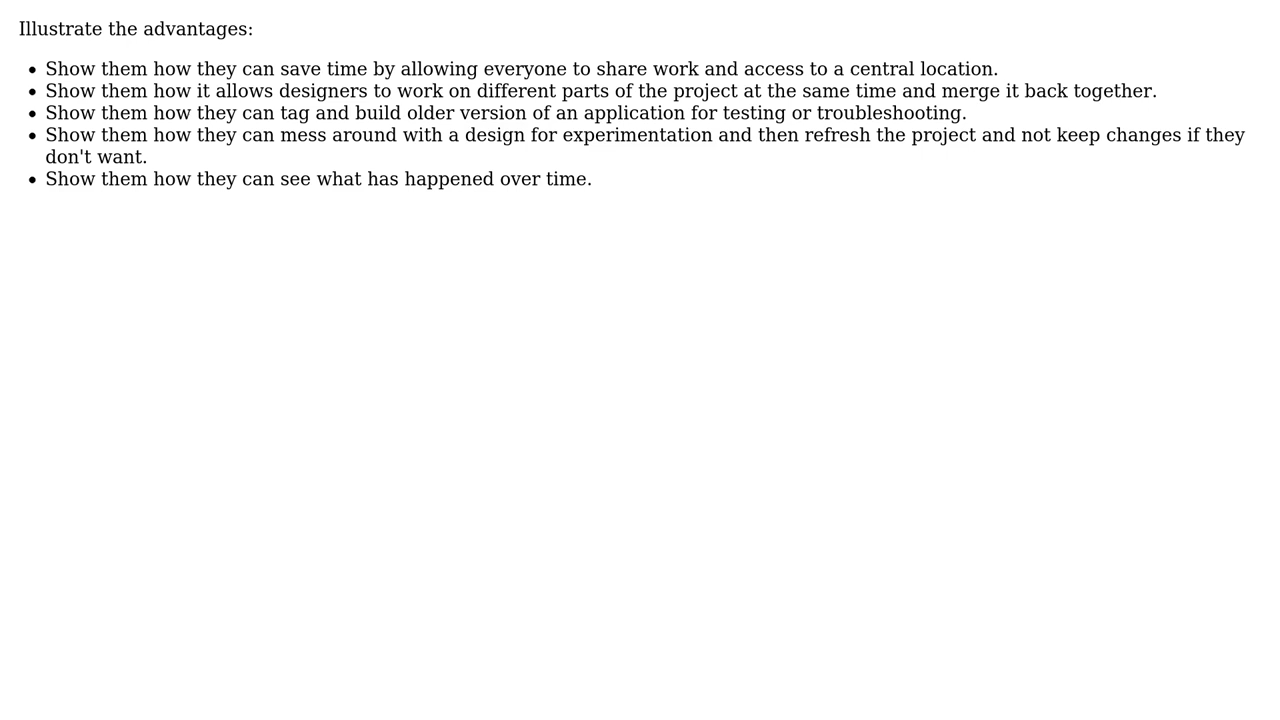 Illustrate the advantages:
• Show them how they can save time by allowing everyone to share work and access to a central location.
• Show them how it allows designers to work on different parts of the project at the same time and merge it back together.
• Show them how they can tag and build older version of an application for testing or troubleshooting.
• Show them how they can mess around with a design for experimentation and then refresh the project and not keep changes if they
don't want.
• Show them how they can see what has happened over time.